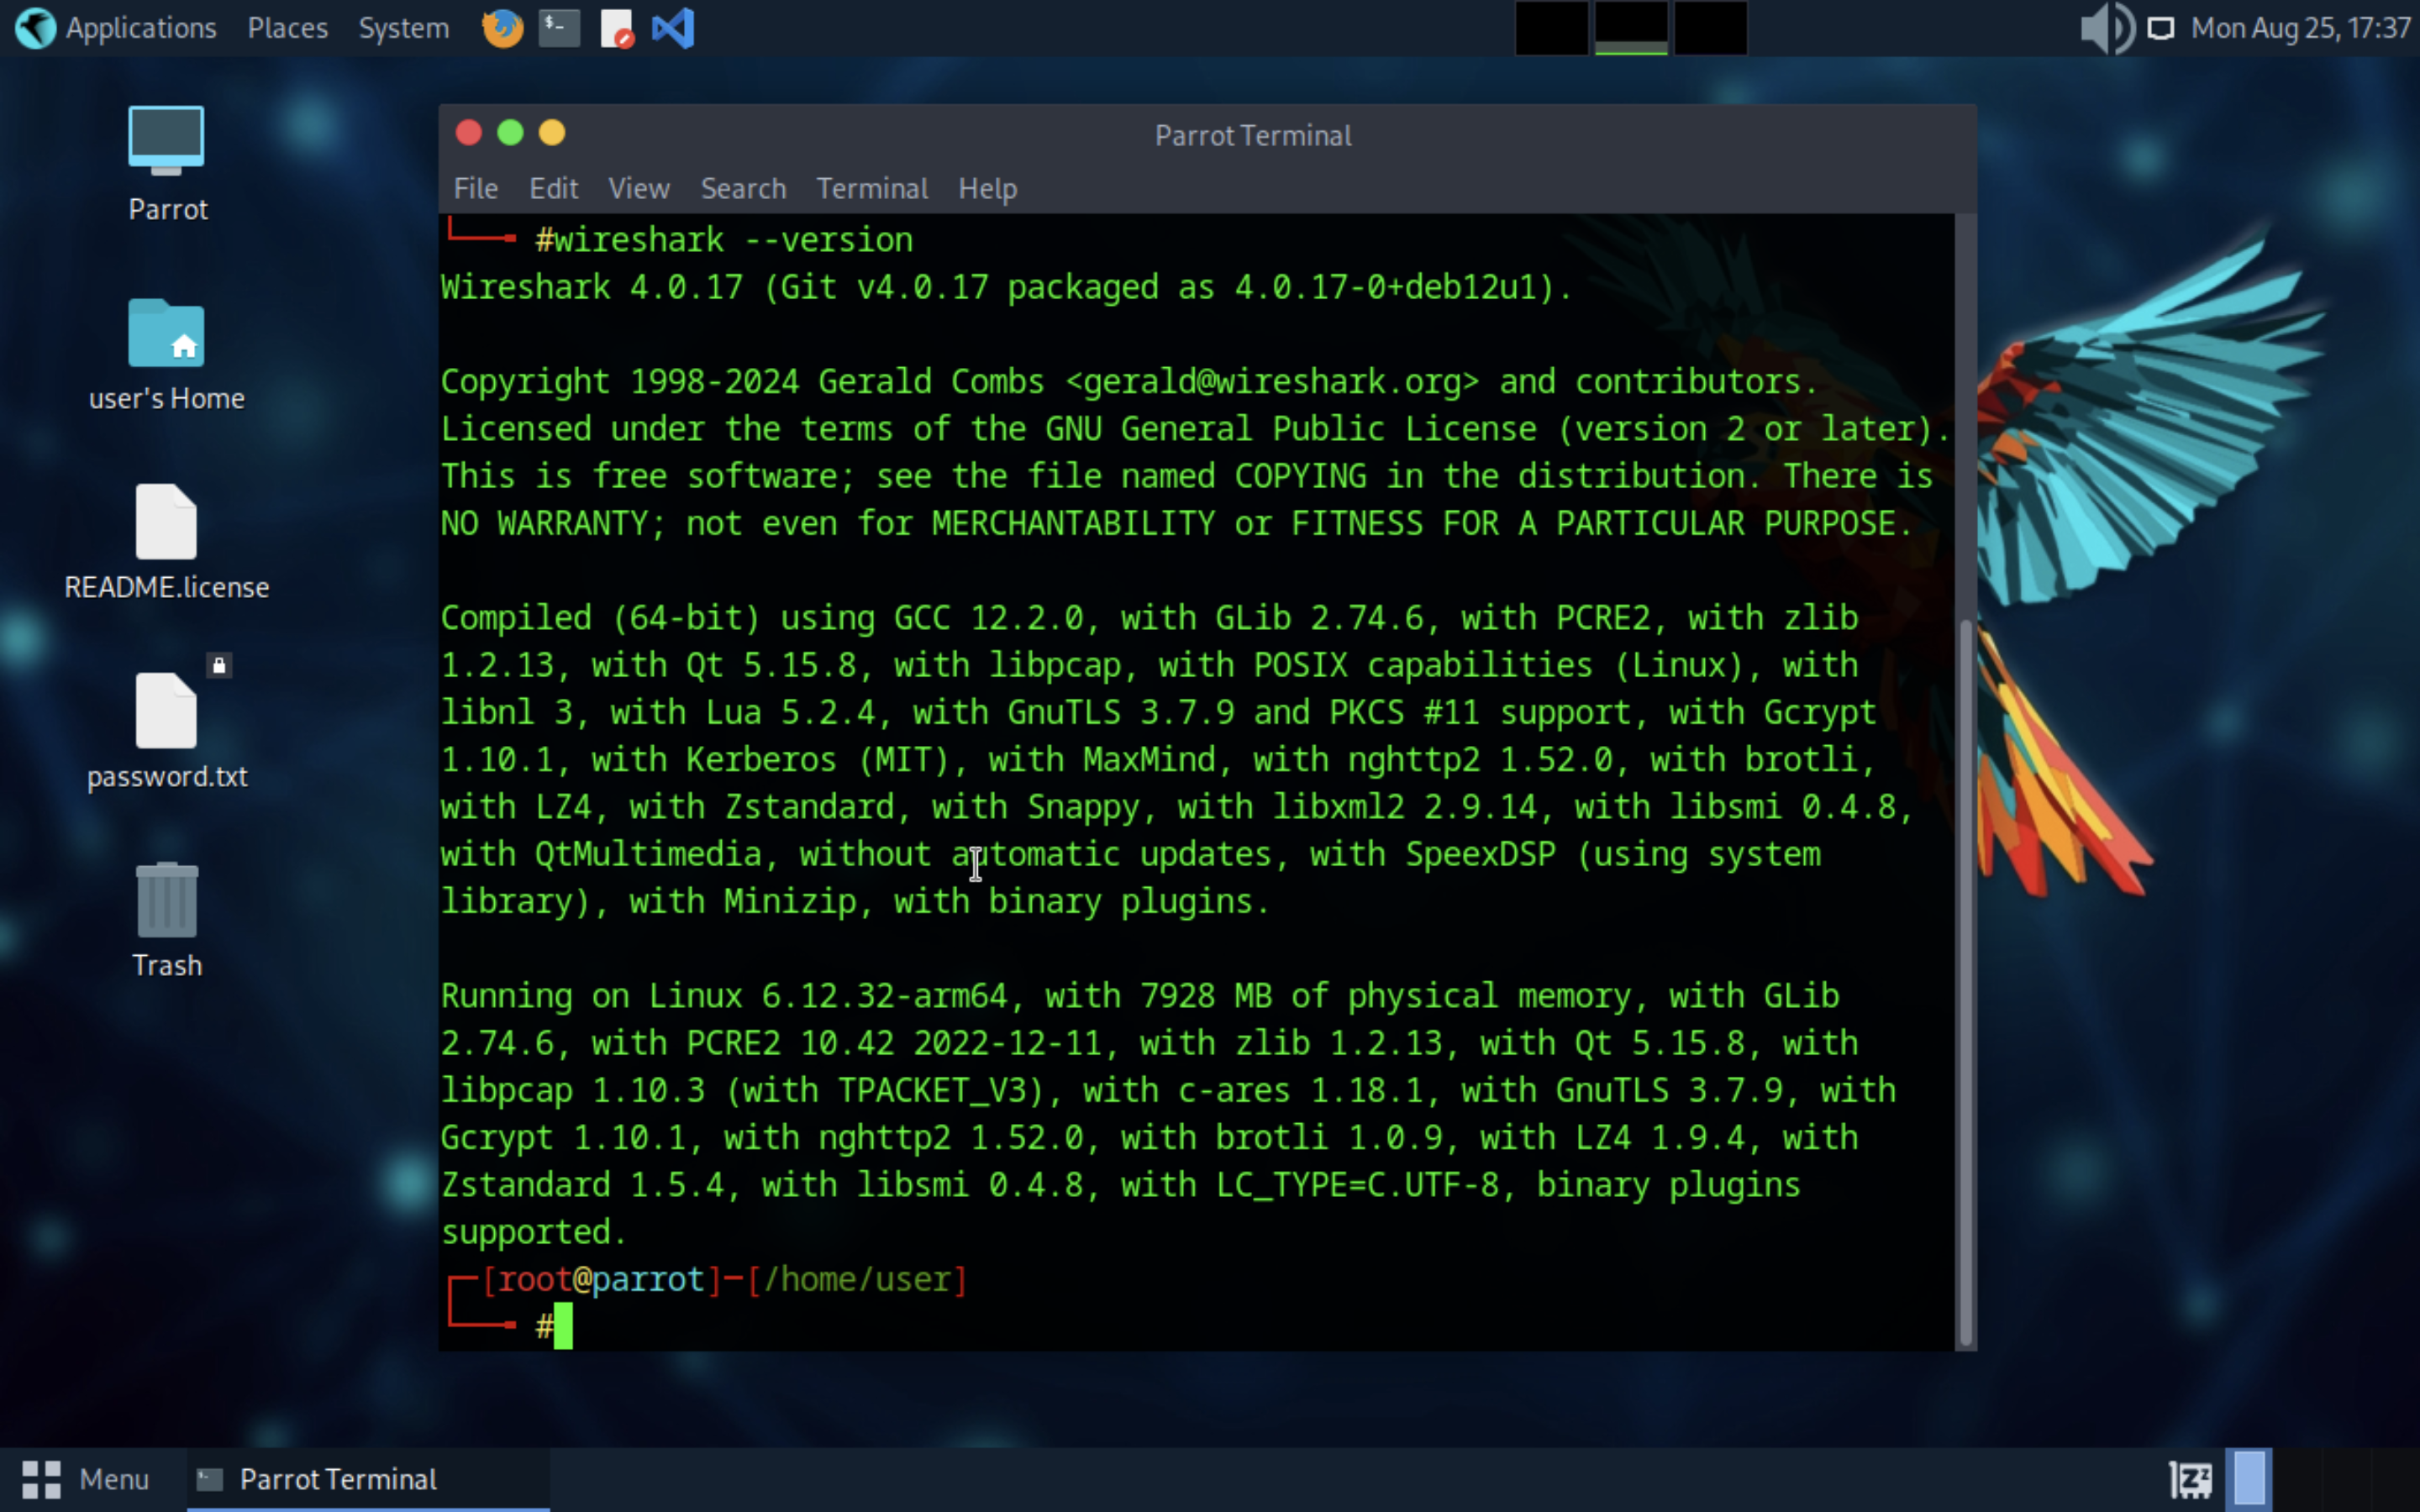 Applications Places System
Mon Aug 25, 17:37
Parrot
user's Home
README.license
password.txt
Trash
Parrot Terminal
File Edit View Search Terminal Help
#wireshark --version
Wireshark 4.0.17 (Git v4.0.17 packaged as 4.0.17-0+deb12u1).
Copyright 1998-2024 Gerald Combs <gerald@wireshark.org> and contributors.
Licensed under the terms of the GNU General Public License (version 2 or later).
This is free software; see the file named COPYING in the distribution. There is
NO WARRANTY; not even for MERCHANTABILITY or FITNESS FOR A PARTICULAR PURPOSE.
Compiled (64-bit) using GCC 12.2.0, with GLib 2.74.6, with PCRE2, with zlib
1.2.13, with Qt 5.15.8, with libpcap, with POSIX capabilities (Linux), with
libnl 3, with Lua 5.2.4, with GnuTLS 3.7.9 and PKCS #11 support, with Gcrypt
1.10.1, with Kerberos (MIT), with MaxMind, with nghttp2 1.52.0, with brotli,
with LZ4, with Zstandard, with Snappy, with libxml2 2.9.14, with libsmi 0.4.8,
with QtMultimedia, without automatic updates, with SpeexDSP (using system
library), with Minizip, with binary plugins.
Running on Linux 6.12.32-arm64, with 7928 MB of physical memory, with GLib
2.74.6, with PCRE2 10.42 2022-12-11, with zlib 1.2.13, with Qt 5.15.8, with
libpcap 1.10.3 (with TPACKET_V3), with c-ares 1.18.1, with GnuTLS 3.7.9, with
Gcrypt 1.10.1, with nghttp2 1.52.0, with brotli 1.0.9, with LZ4 1.9.4, with
Zstandard 1.5.4, with libsmi 0.4.8, with LC_TYPE=C.UTF-8, binary plugins
supported.
[root@parrot]-[/home/user]
#
Menu Parrot Terminal